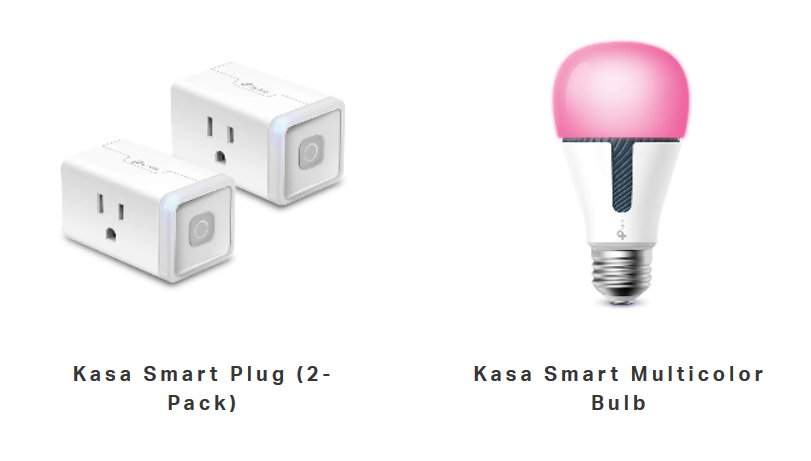 Kasa Smart Plug (2-
Pack)
Kasa Smart Multicolor
Bulb